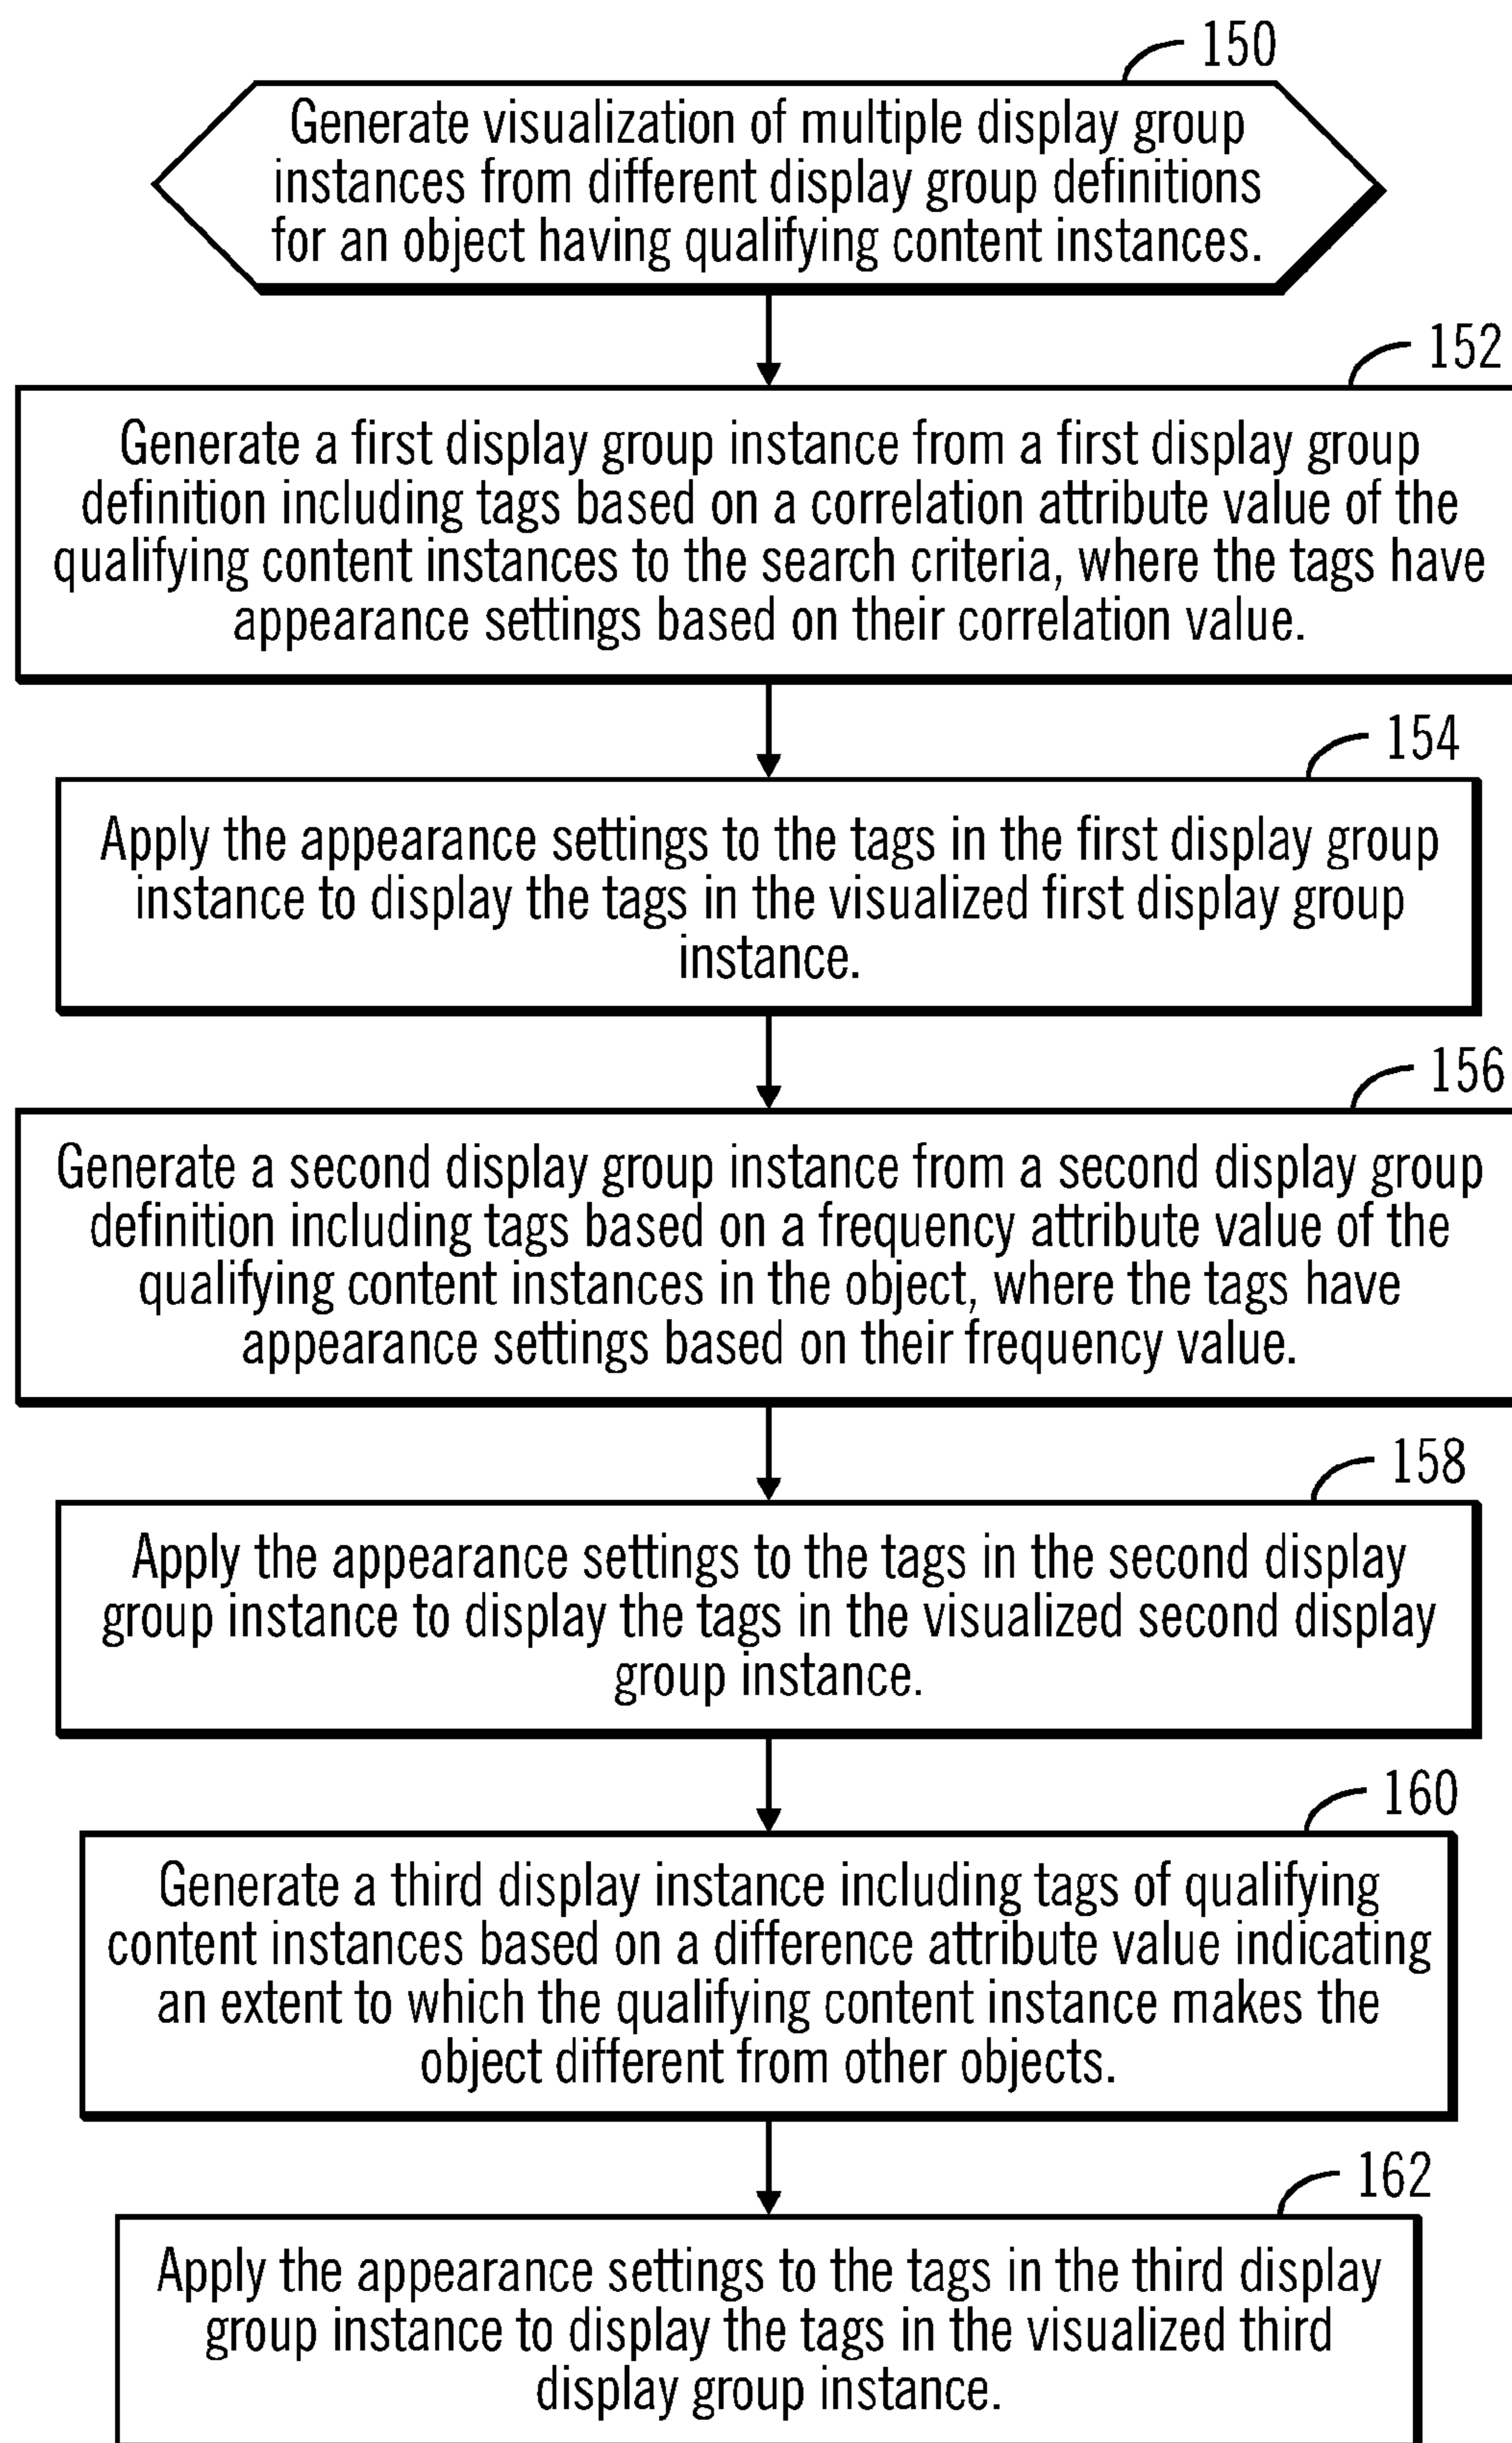 150
Generate visualization of multiple display group
instances from different display group definitions
for an object having qualifying content instances.
152
Generate a first display group instance from a first display group
definition including tags based on a correlation attribute value of the
qualifying content instances to the search criteria, where the tags have
appearance settings based on their correlation value.
154
Apply the appearance settings to the tags in the first display group
instance to display the tags in the visualized first display group
instance.
156
Generate a second display group instance from a second display group
definition including tags based on a frequency attribute value of the
qualifying content instances in the object, where the tags have
appearance settings based on their frequency value.
158
Apply the appearance settings to the tags in the second display
group instance to display the tags in the visualized second display
group instance.
160
Generate a third display instance including tags of qualifying
content instances based on a difference attribute value indicating
an extent to which the qualifying content instance makes the
object different from other objects.
162
Apply the appearance settings to the tags in the third display
group instance to display the tags in the visualized third
display group instance.